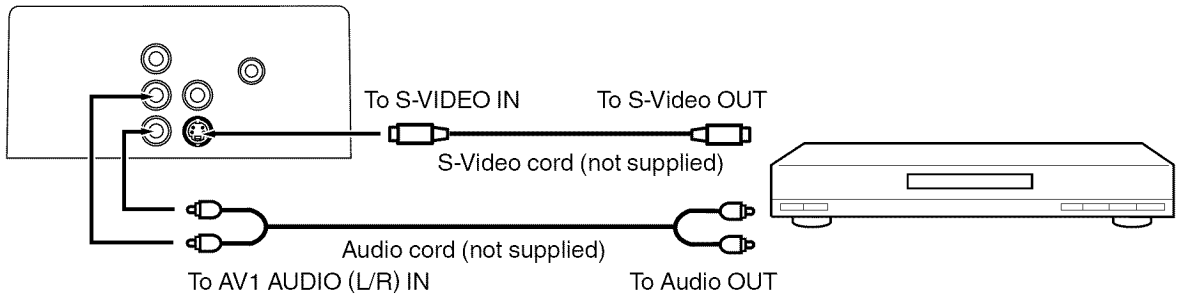 To S-VIDEO IN
To S-Video OUT
S-Video cord (not supplied)
Audio cord (not supplied)
To AV1 AUDIO (L/R) IN
To Audio OUT